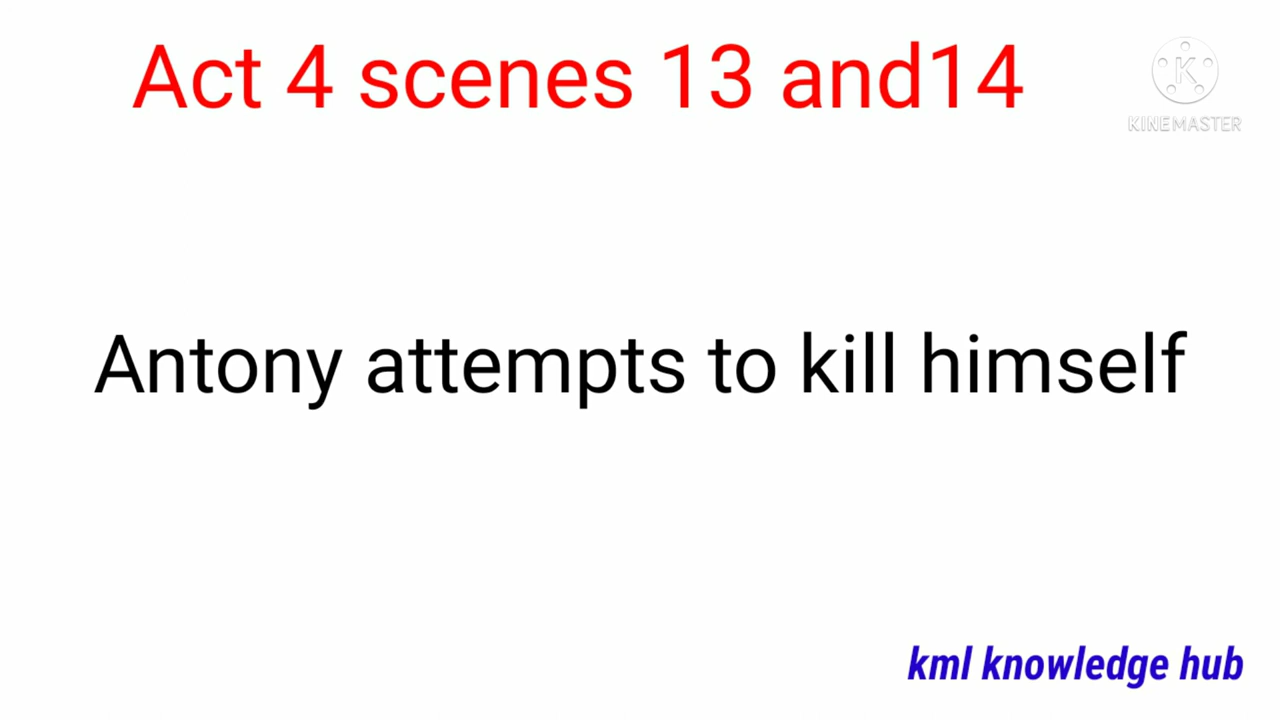 Act 4 scenes 13 and14
K
KINEMASTER
Antony attempts to kill himself
kml knowledge hub